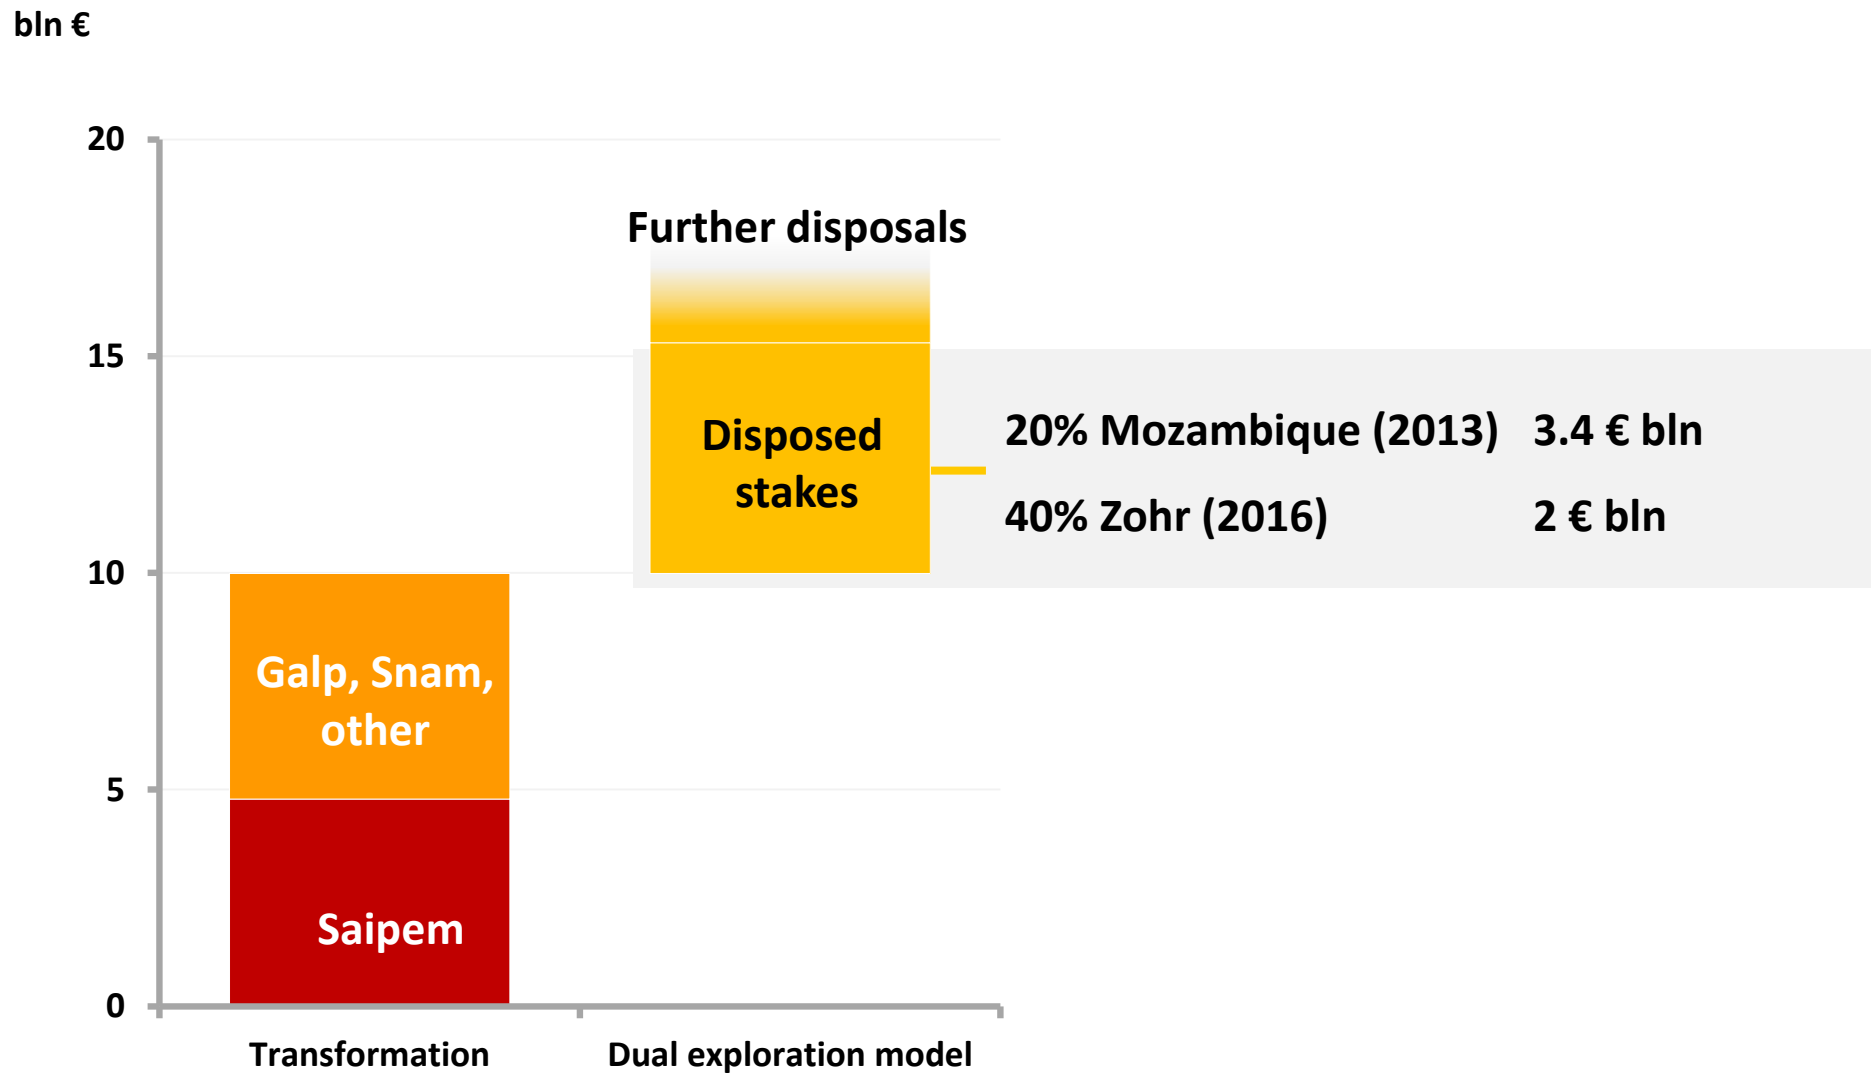 bln €
20
15
10
5
0
Further disposals
Disposed
stakes
20% Mozambique (2013) 3.4 € bln
40% Zohr (2016) 2 € bln
Galp, Snam,
other
Saipem
Transformation
Dual exploration model